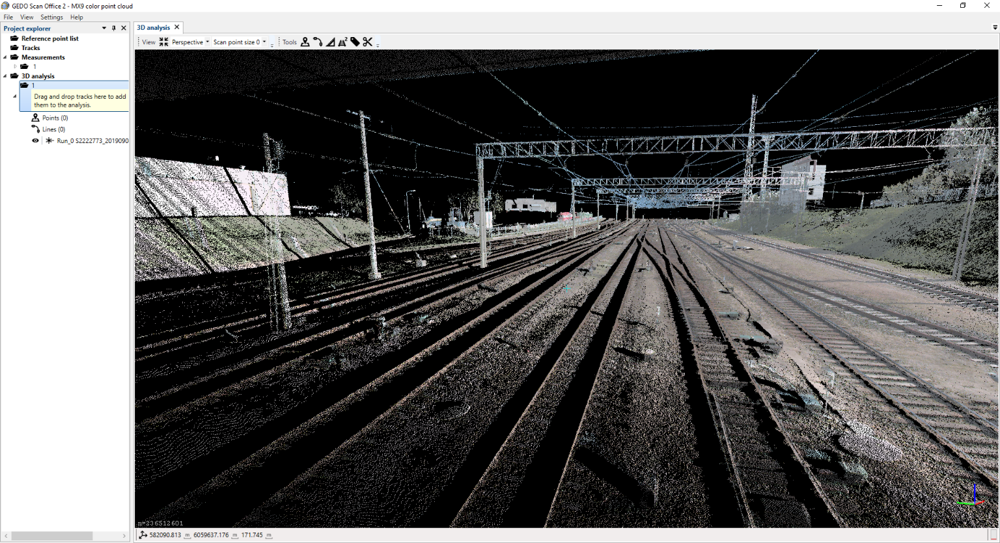 GEDO Scan Office 2 - MX9 color point cloud
File View Settings Help
Project explorer
Reference point list
Tracks
Measurements
1
3D analysis
1
Drag and drop tracks here to add
them to the analysis.
Points (0)
Lines (0)
Run_0 S2222773_2019090
3D analysis
View Perspective Scan point size 0 Tools
n=236512601
582090.813 m 6059637.176 m 171.745 m